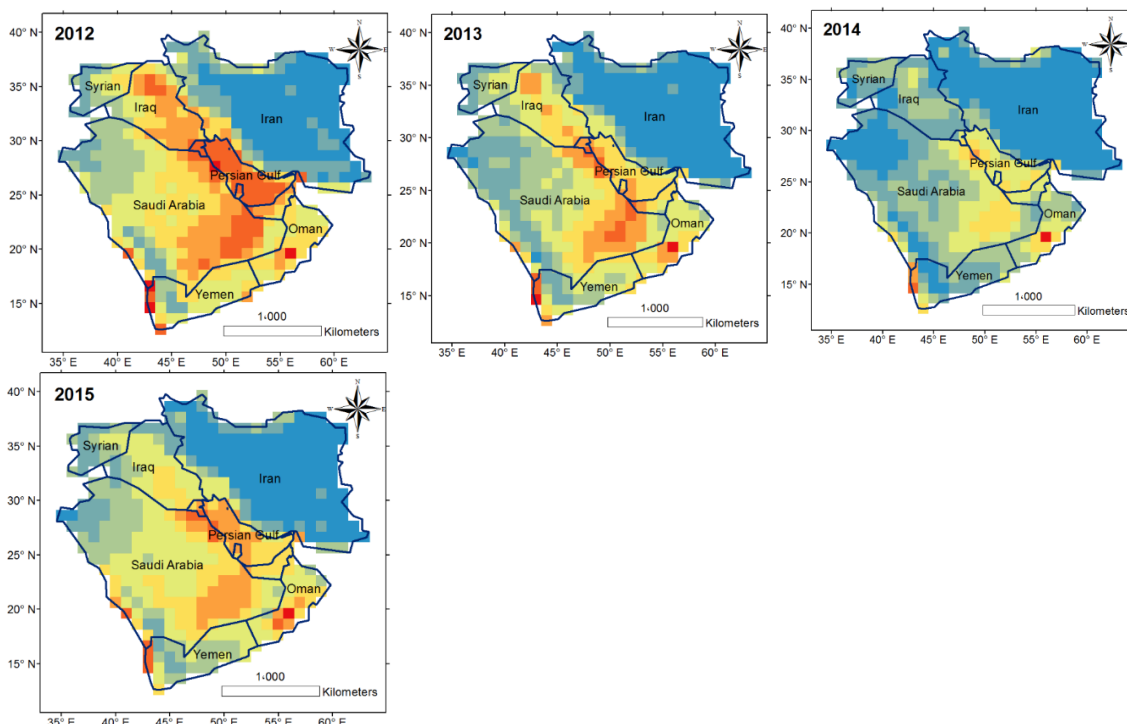 2012
N
W E
S
40° N
35° N
30° N
25° N
20° N
15° N
Syrian
Iraq
Iran
Persian Gulf
Saudi Arabia
Oman
Yemen
1·000
Kilometers
35° E 40° E 45° E 50° E 55° E 60° E
2013
N
W E
S
40° N
35° N
30° N
25° N
20° N
15° N
Syrian
Iraq
Iran
Persian Gulf
Saudi Arabia
Oman
Yemen
1·000
Kilometers
35° E 40° E 45° E 50° E 55° E 60° E
2014
N
W E
S
40° N
35° N
30° N
25° N
20° N
15° N
Syrian
Iraq
Iran
Persian Gulf
Saudi Arabia
Oman
Yemen
1·000
Kilometers
35° E 40° E 45° E 50° E 55° E 60° E
2015
N
W E
S
40° N
35° N
30° N
25° N
20° N
15° N
Syrian
Iraq
Iran
Persian Gulf
Saudi Arabia
Oman
Yemen
1·000
Kilometers
35° E 40° E 45° E 50° E 55° E 60° E